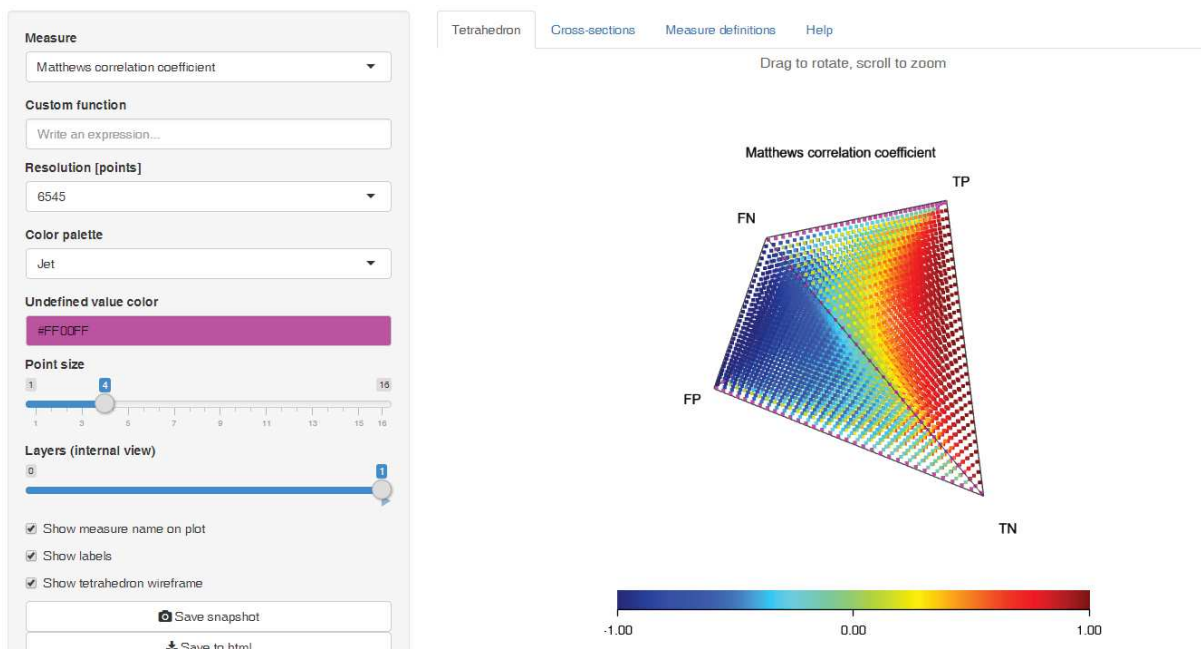 Measure
Matthews correlation coefficient
Custom function
Write an expression...
Resolution [points]
6545
Color palette
Jet
Undefined value color
#FF00FF
Point size
1 4 16
1 3 5 7 9 11 13 15 16
Layers (internal view)
0 1
Show measure name on plot
Show labels
Show tetrahedron wireframe
Save snapshot
Save to html
Tetrahedron Cross-sections Measure definitions Help
Drag to rotate, scroll to zoom
Matthews correlation coefficient
TP
FN
FP
TN
-1.00 0.00 1.00